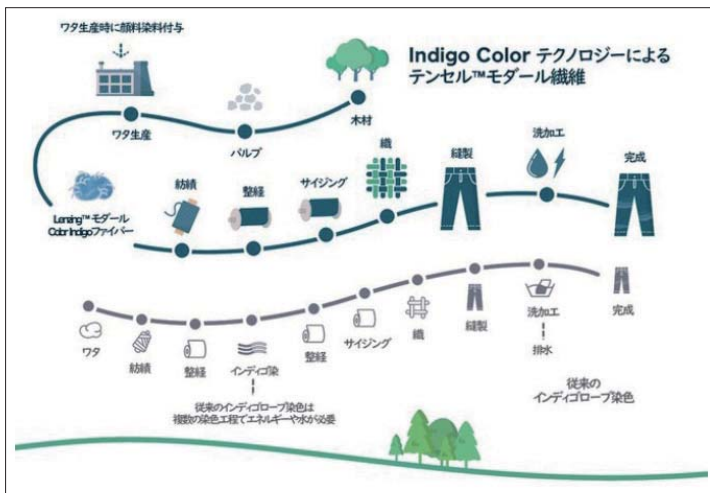 ワタ生産時に顔料染料付与
Indigo Color テクノロジーによる
テンセル™モダール繊維
木材
パルプ
ワタ生産
Lenzing™ モダール
Color Indigoファイバー
紡績
整経
サイジング
織
縫製
洗加工
完成
ワタ
紡績
整経
インディゴ染
整経
サイジング
織
縫製
洗加工
完成
排水
従来のインディゴロープ染色は
複数の染色工程でエネルギーや水が必要
従来の
インディゴロープ染色